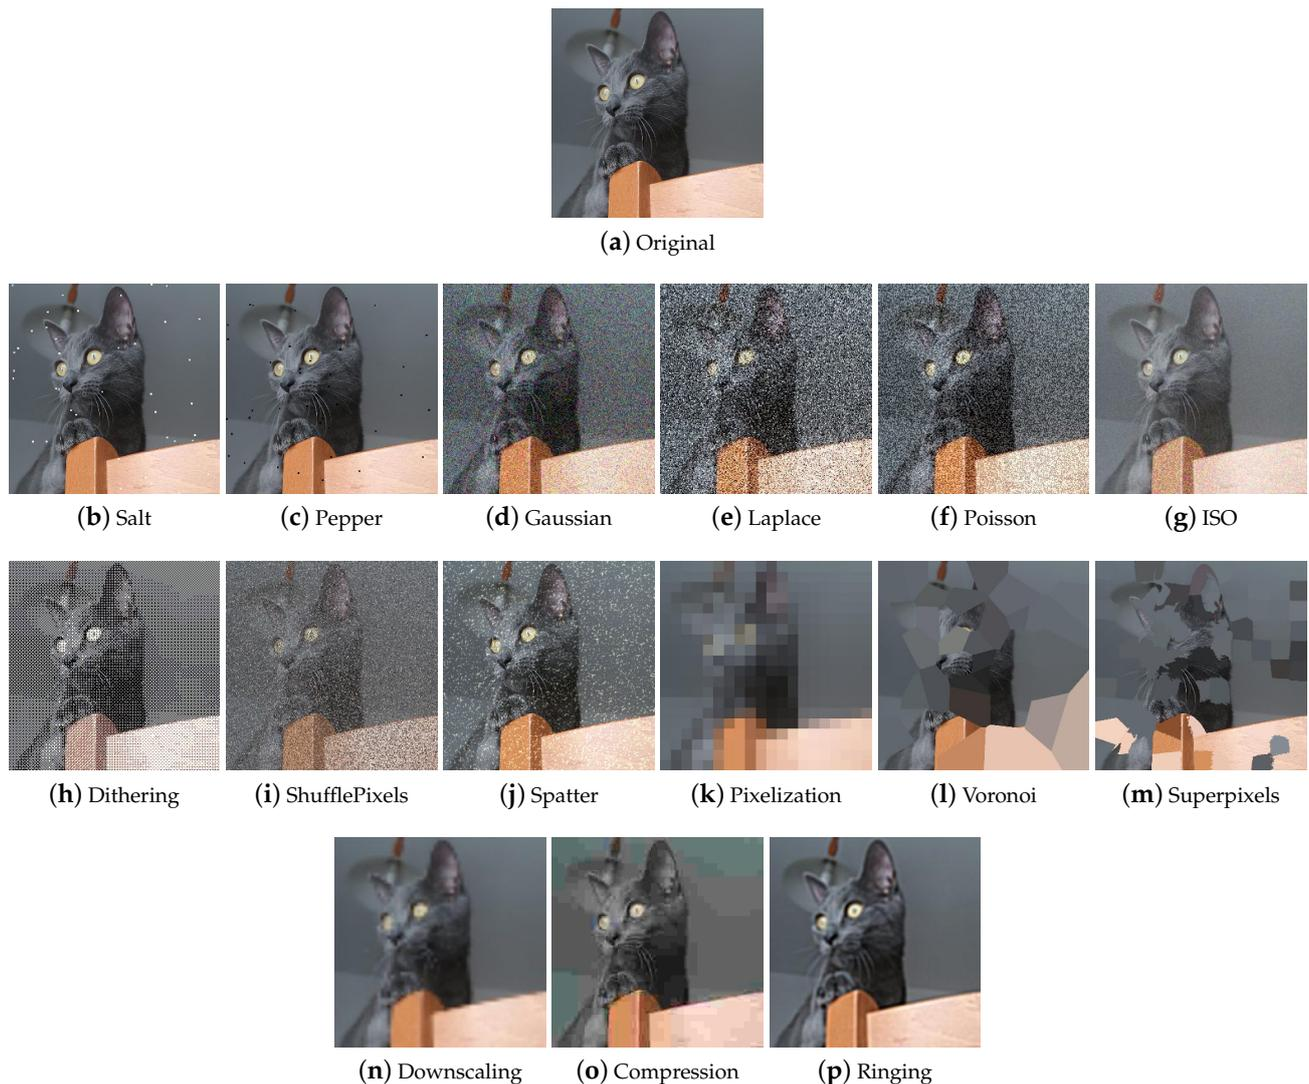 (a) Original
(b) Salt
(c) Pepper
(d) Gaussian
(e) Laplace
(f) Poisson
(g) ISO
(h) Dithering
(i) ShufflePixels
(j) Spatter
(k) Pixelization
(l) Voronoi
(m) Superpixels
(n) Downscaling
(o) Compression
(p) Ringing